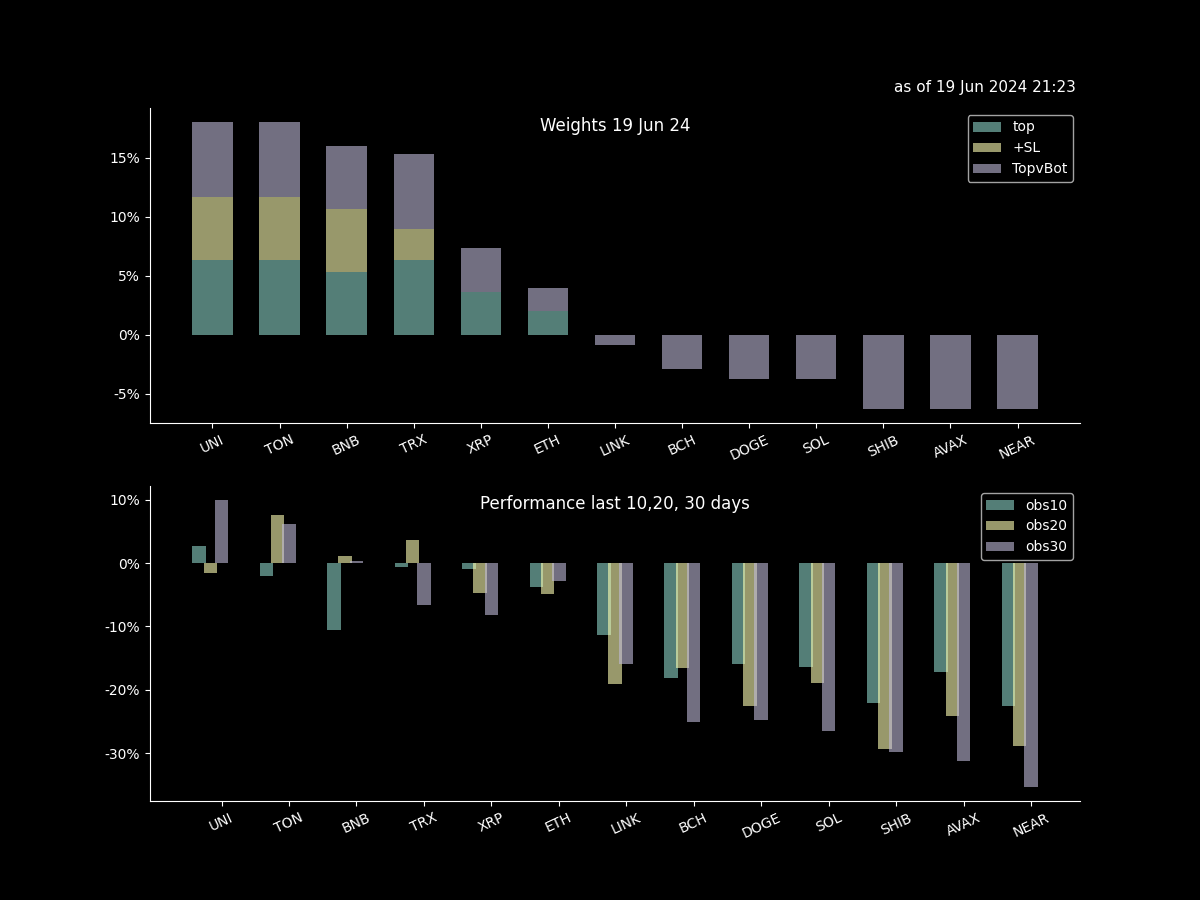 as of 19 Jun 2024 21:23
Weights 19 Jun 24
top
+SL
TopvBot
15%
10%
5%
0%
-5%
UNI TON BNB TRX XRP ETH LINK BCH DOGE SOL SHIB AVAX NEAR
Performance last 10,20, 30 days
obs10
obs20
obs30
10%
0%
-10%
-20%
-30%
UNI TON BNB TRX XRP ETH LINK BCH DOGE SOL SHIB AVAX NEAR